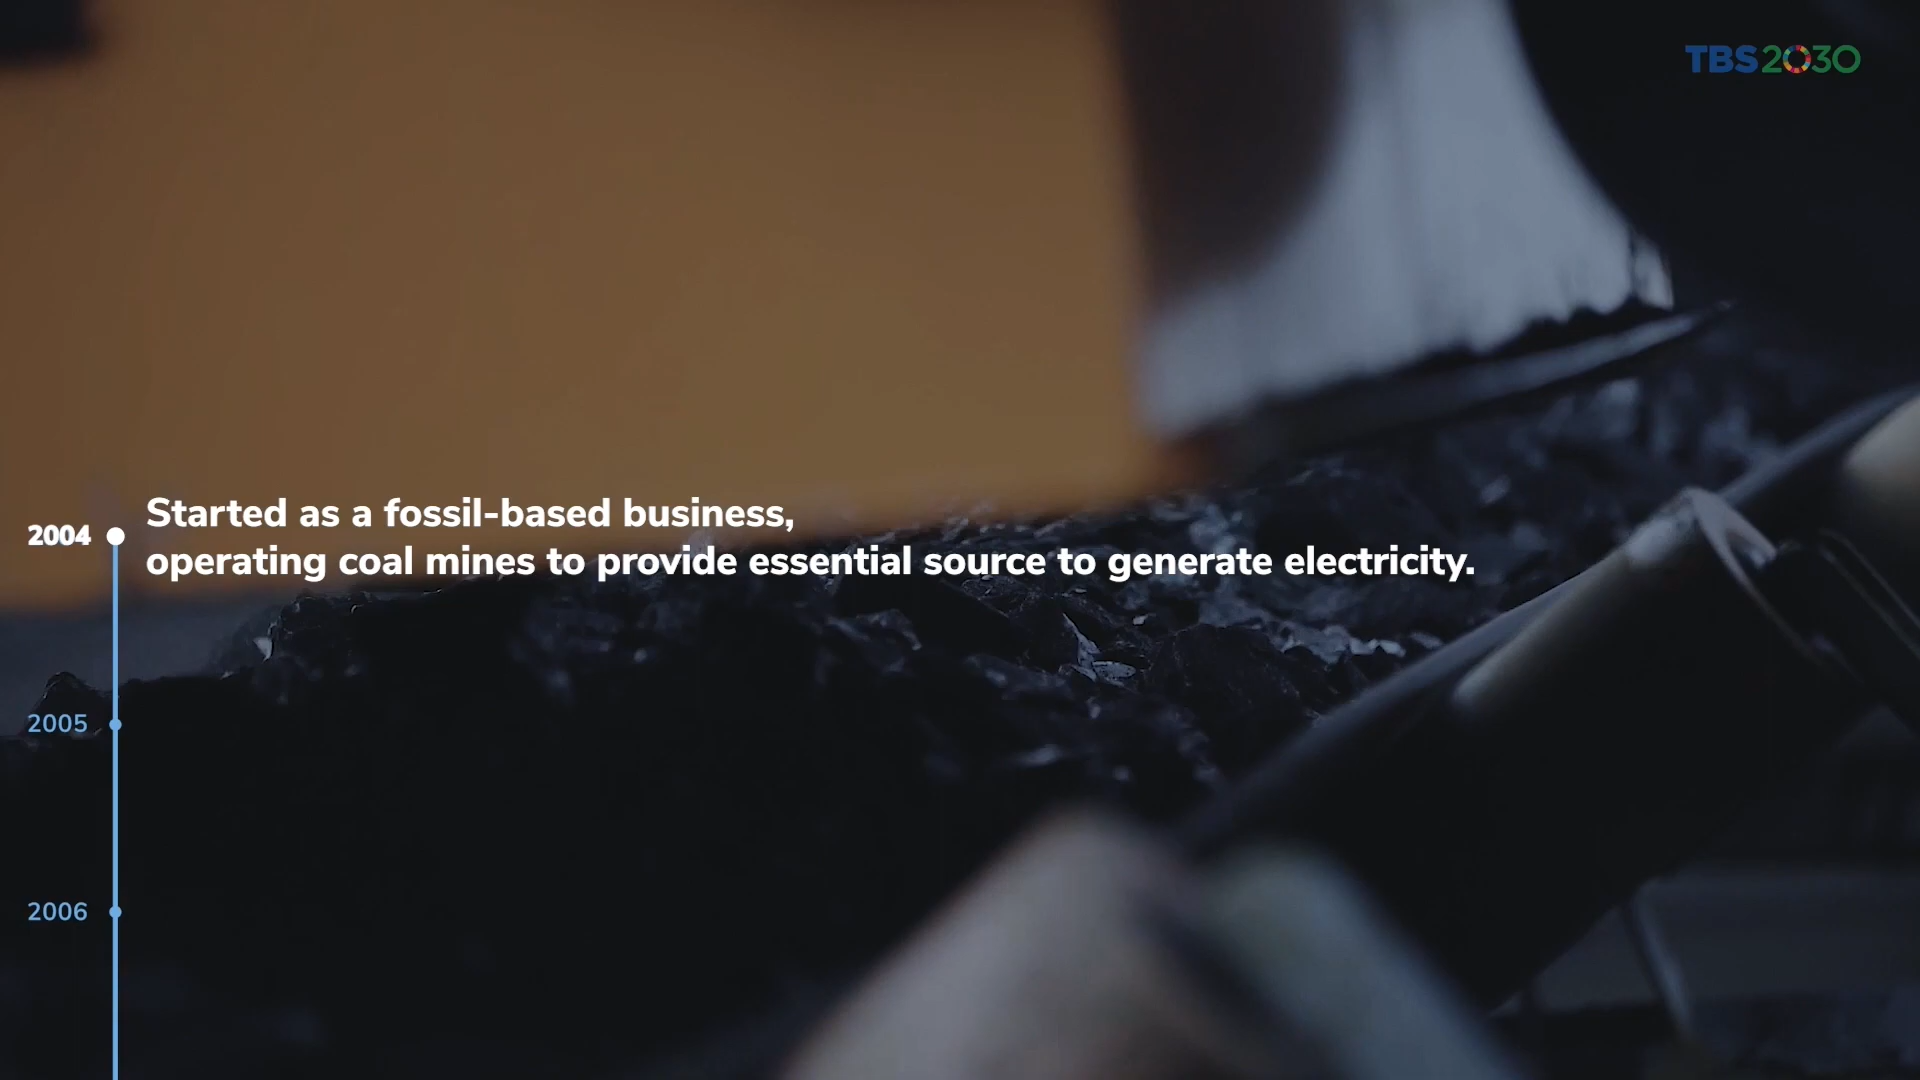 TBS2030
Started as a fossil-based business,
2004
operating coal mines to provide essential source to generate electricity.
2005
2006